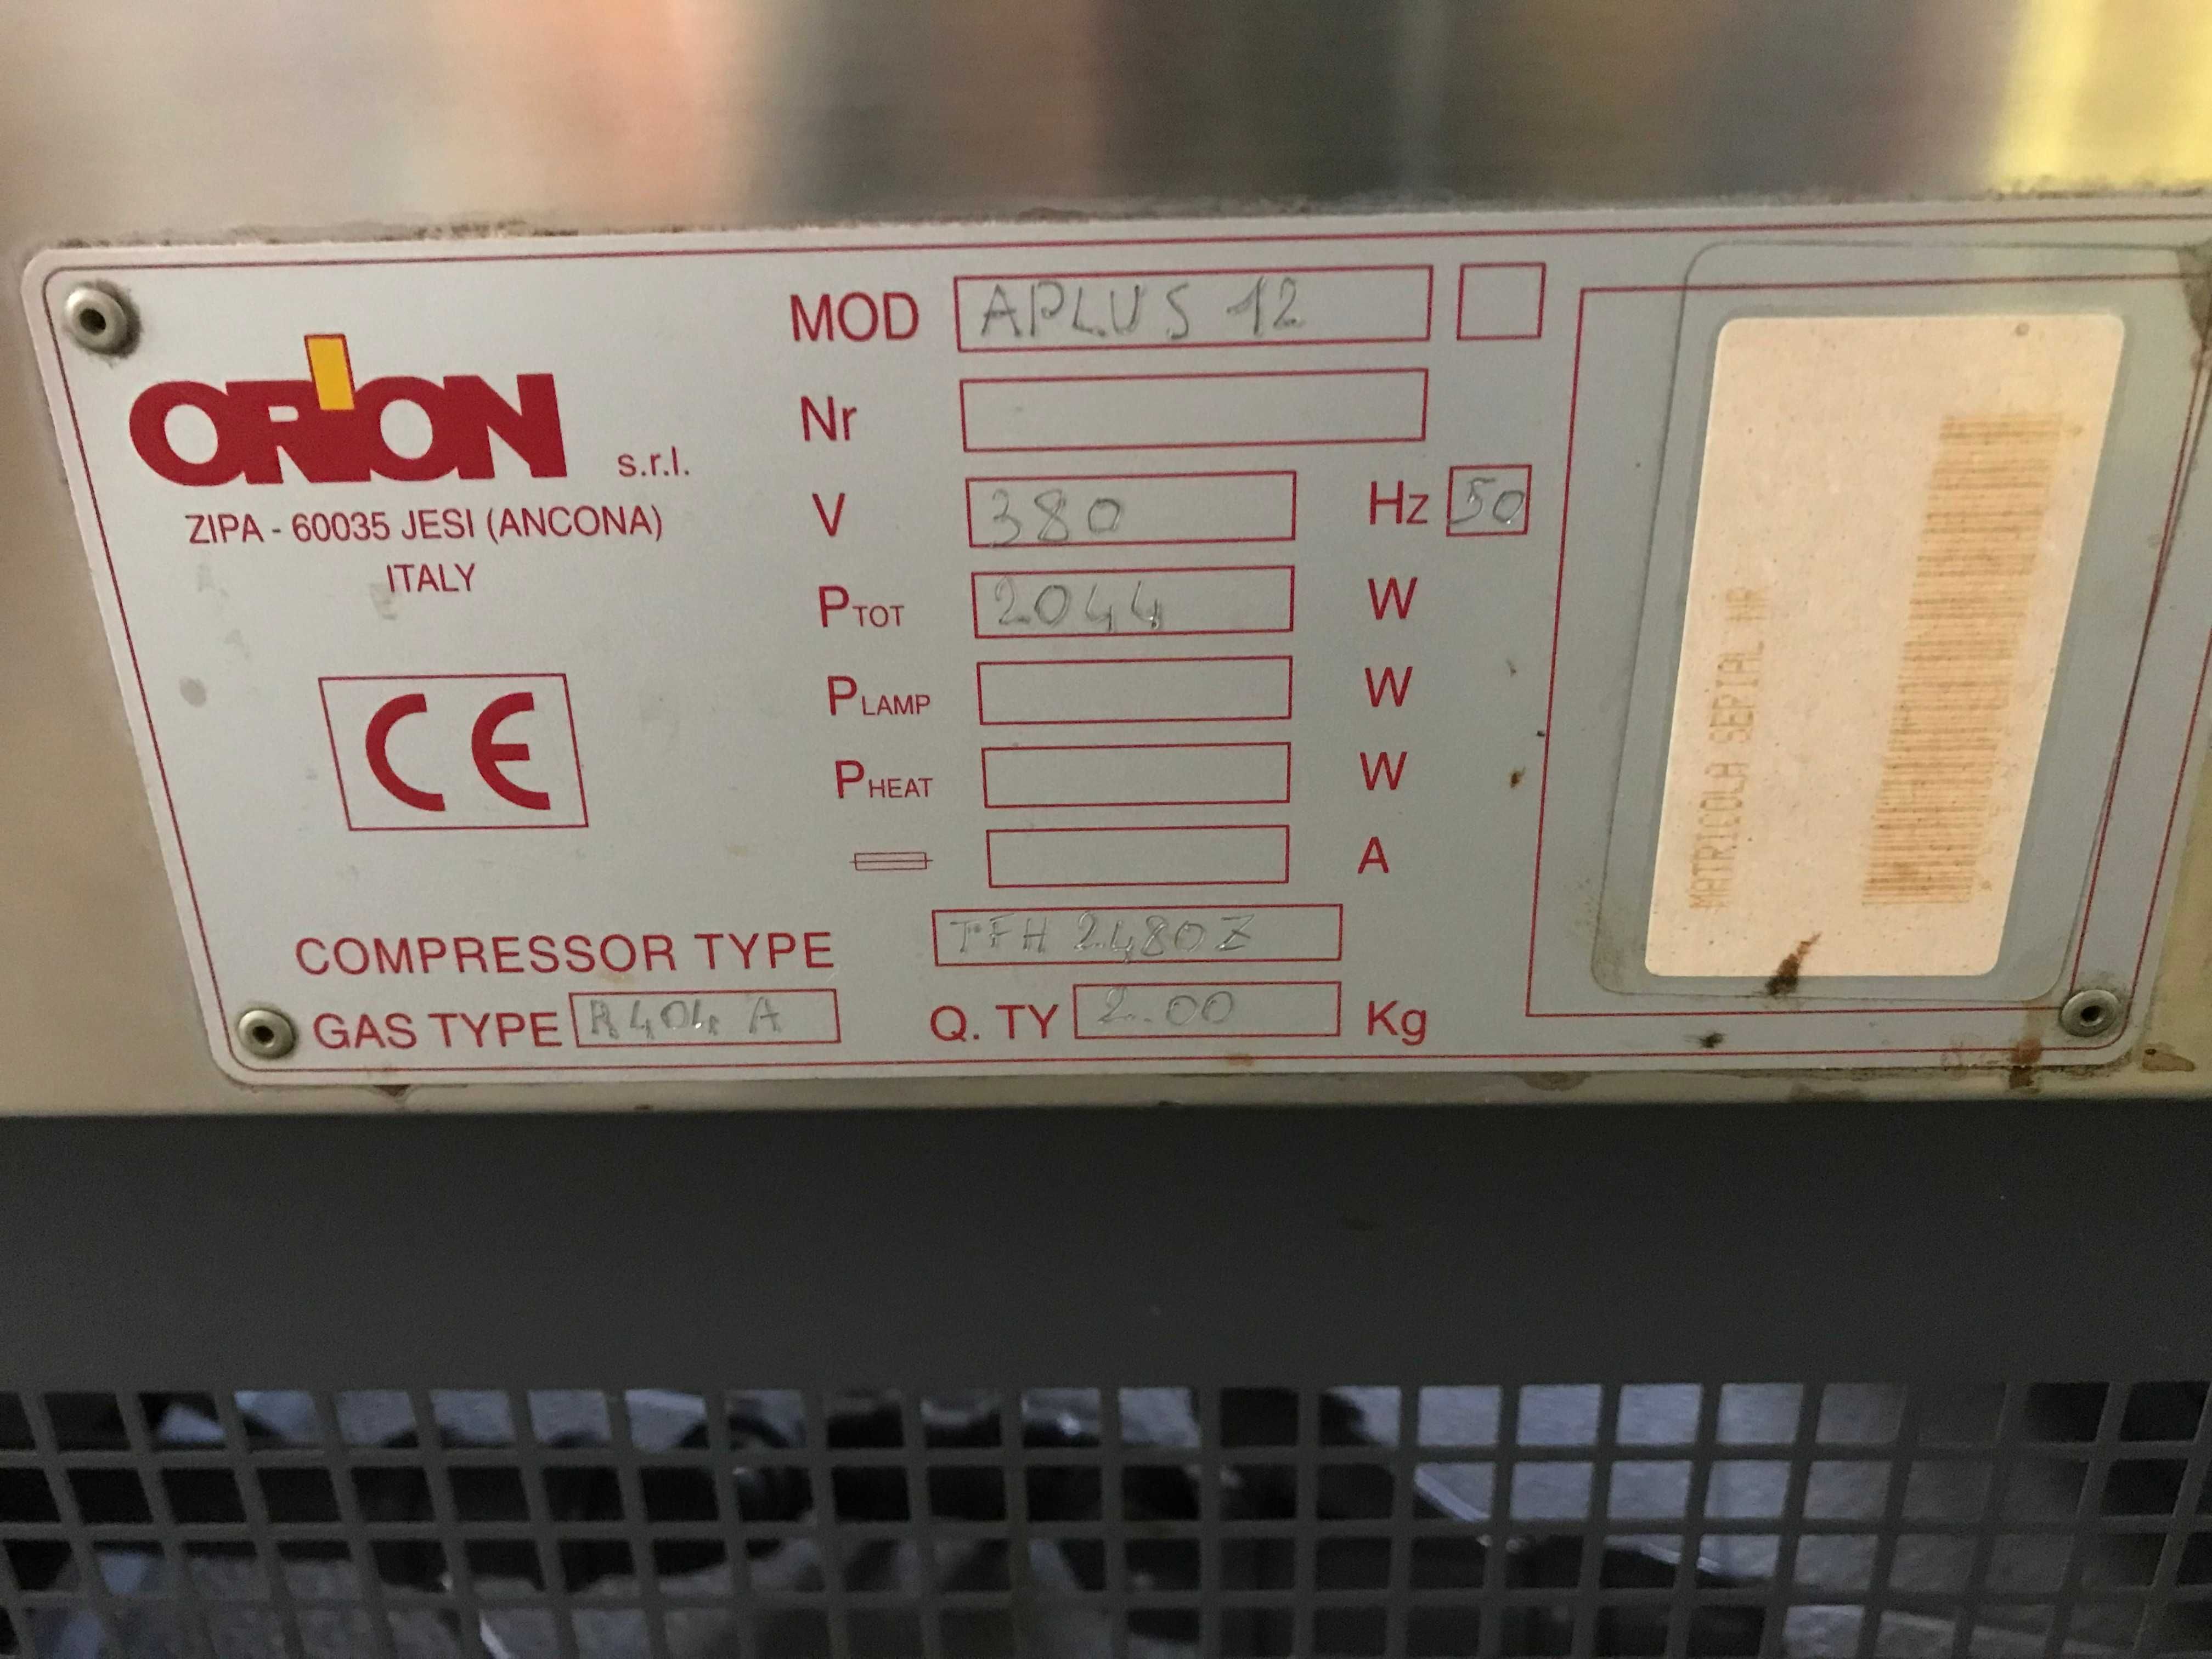 ORION s.r.l.
ZIPA - 60035 JESI (ANCONA)
ITALY
CE
MOD APLUS 12
Nr
V 380 Hz 50
PTOT 2044 W
PLAMP W
PHEAT W
A
COMPRESSOR TYPE TFH 2480Z
GAS TYPE R404A Q. TY 2.00 Kg
MATRICOLA SERIAL NR